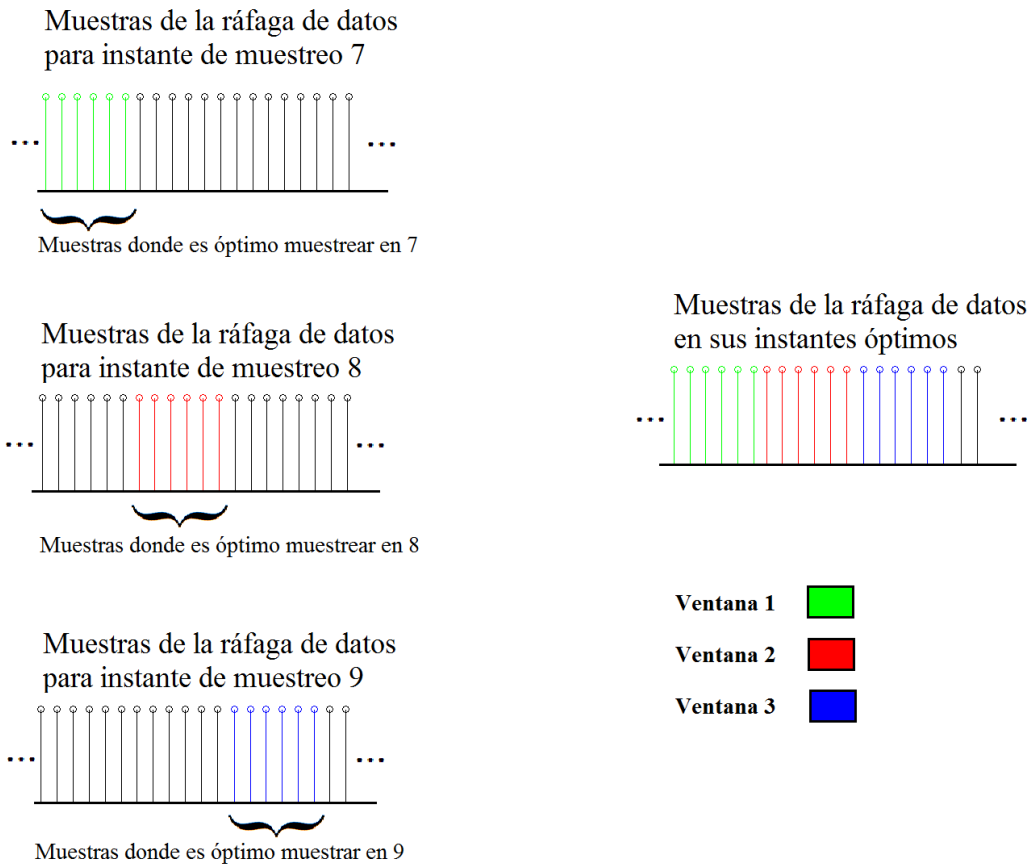 Muestras de la ráfaga de datos
para instante de muestreo 7
...
...
Muestras donde es óptimo muestrear en 7
Muestras de la ráfaga de datos
para instante de muestreo 8
...
...
Muestras donde es óptimo muestrear en 8
Muestras de la ráfaga de datos
para instante de muestreo 9
...
...
Muestras donde es óptimo muestrar en 9
Muestras de la ráfaga de datos
en sus instantes óptimos
...
...
Ventana 1
Ventana 2
Ventana 3